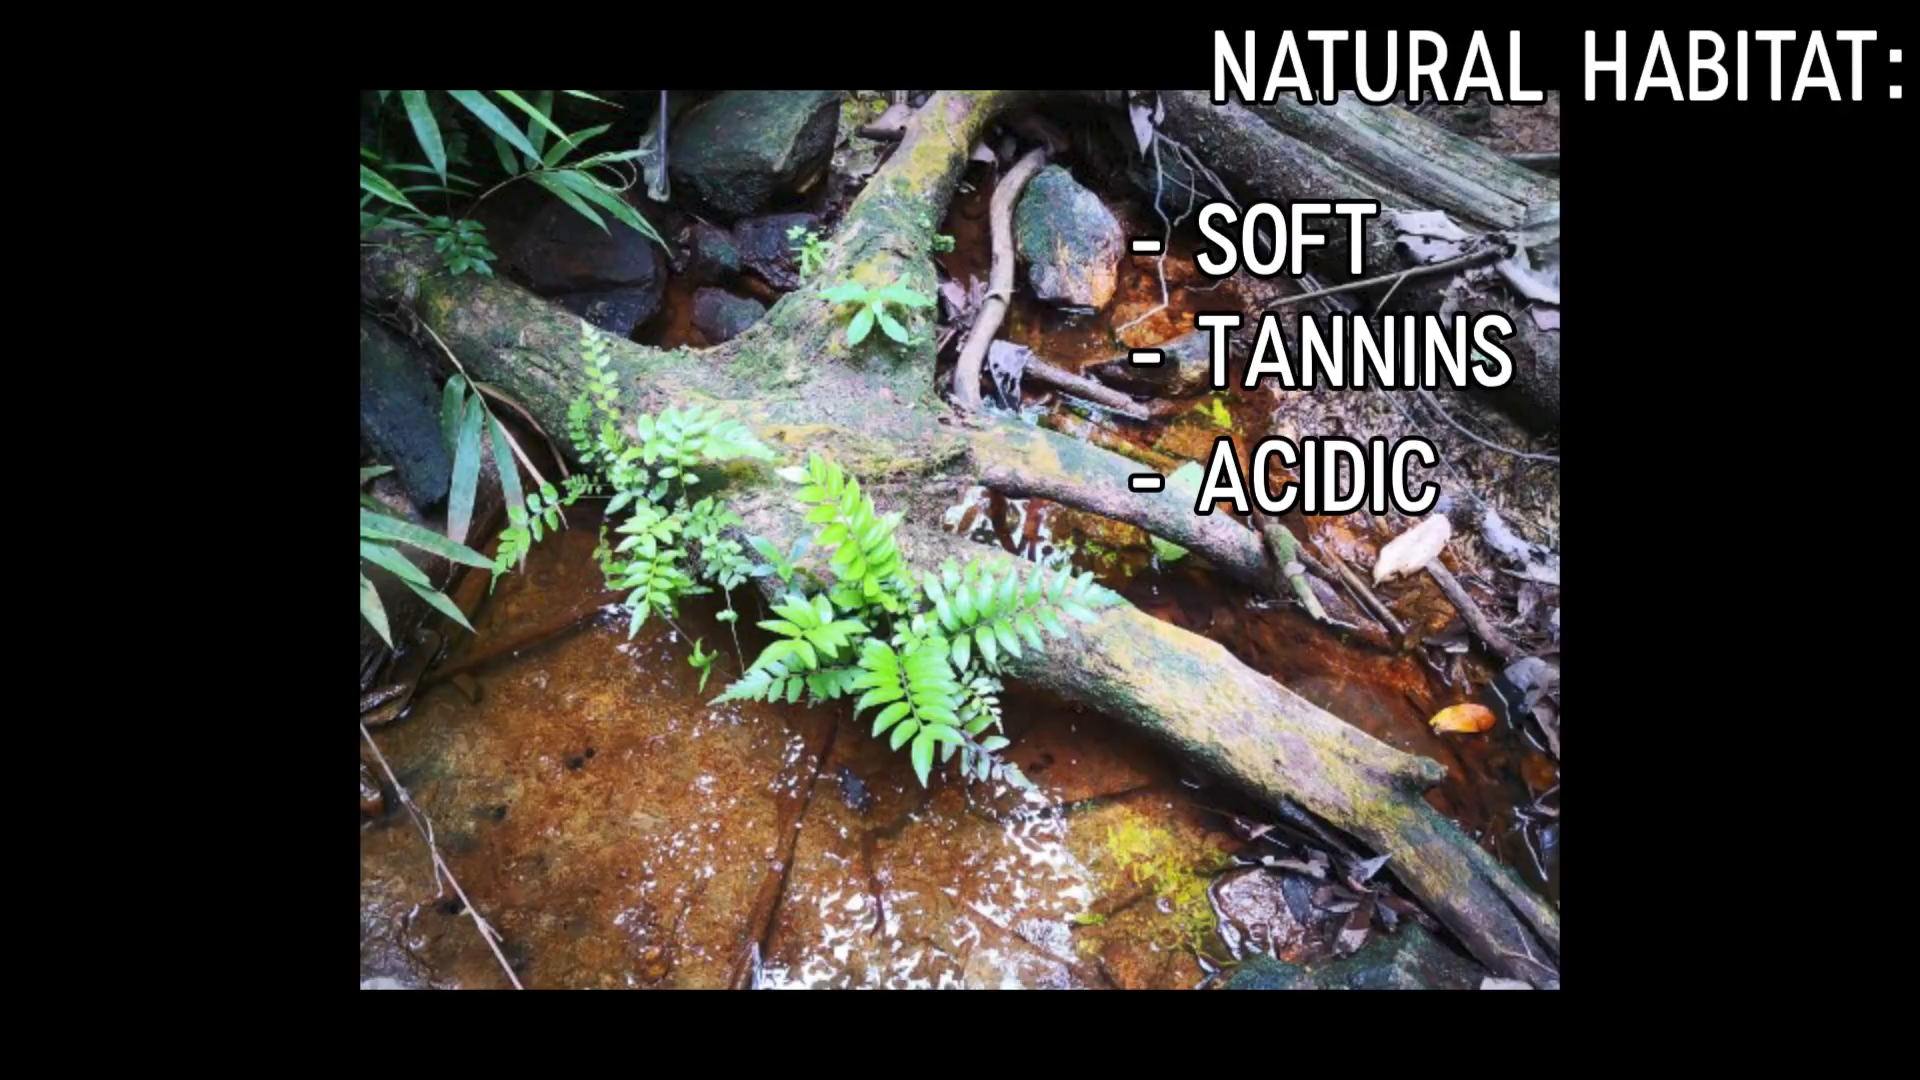 NATURAL HABITAT:
- SOFT
- TANNINS
- ACIDIC